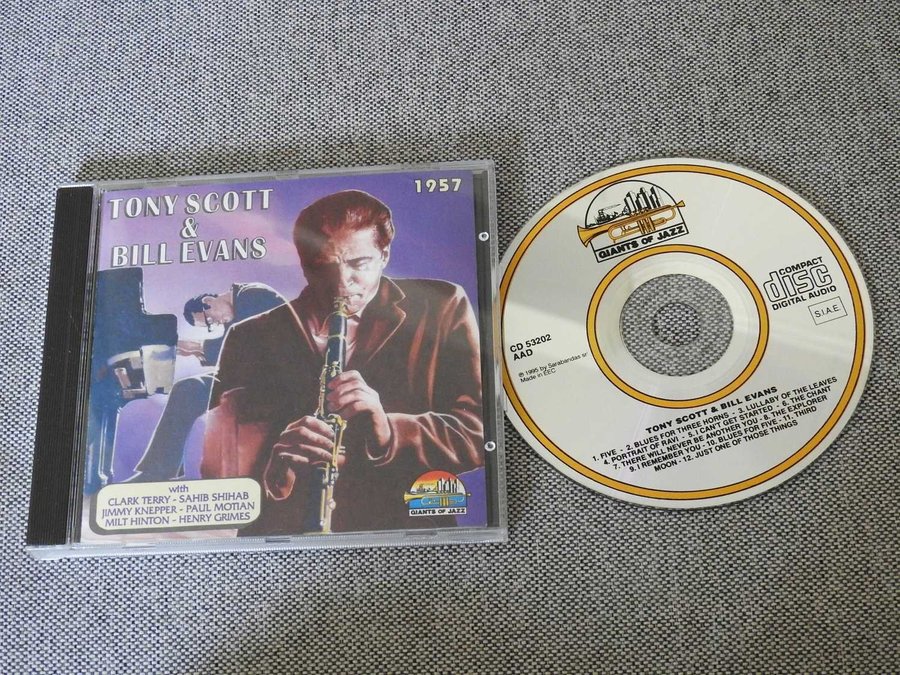 1957
TONY SCOTT
&
BILL EVANS
with
CLARK TERRY - SAHIB SHIHAB
JIMMY KNEPPER - PAUL MOTIAN
MILT HINTON - HENRY GRIMES
GIANTS OF JAZZ
GIANTS OF JAZZ
COMPACT
disc
DIGITAL AUDIO
S.I.A.E.
CD 53202
AAD
℗ 1995 by Sarabandas srl
Made in EEC
TONY SCOTT & BILL EVANS
1. FIVE - 2. BLUES FOR THREE HORNS - 3. LULLABY OF THE LEAVES
4. PORTRAIT OF RAVI - 5. I CAN'T GET STARTED - 6. THE CHANT
7. THERE WILL NEVER BE ANOTHER YOU - 8. THE EXPLORER
9. I REMEMBER YOU - 10. BLUES FOR FIVE - 11. THIRD
MOON - 12. JUST ONE OF THOSE THINGS